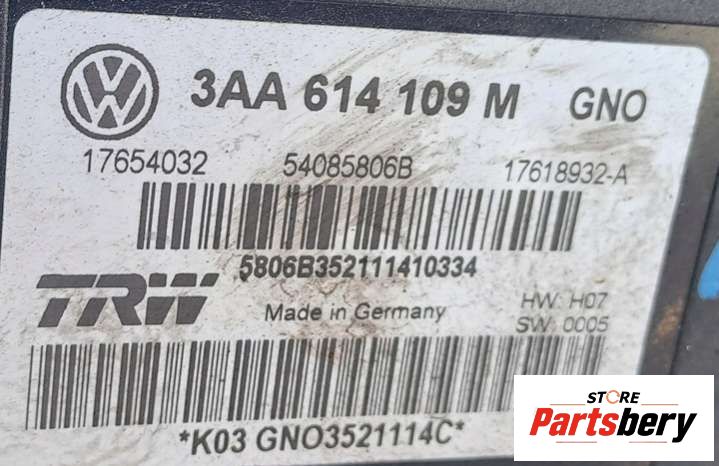 3AA 614 109 M GNO
17654032 54085806B 17618932-A
5806B352111410334
TRW Made in Germany HW: H07
SW: 0005
*K03 GNO3521114C*
STORE
Partsbery